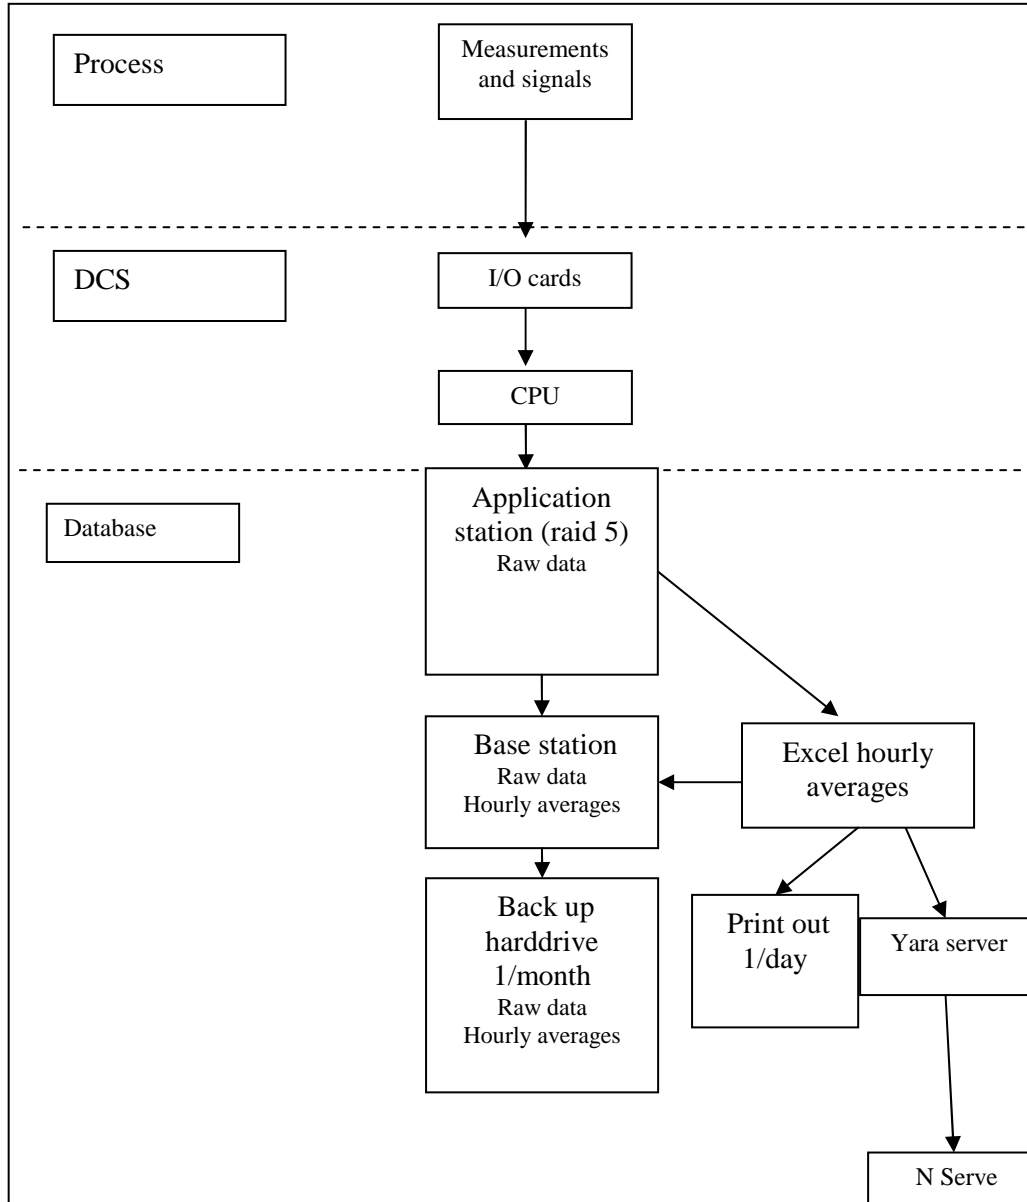 Process
Measurements
and signals
DCS
I/O cards
CPU
Database
Application
station (raid 5)
Raw data
Base station
Raw data
Hourly averages
Excel hourly
averages
Back up
harddrive
1/month
Raw data
Hourly averages
Print out
1/day
Yara server
N Serve